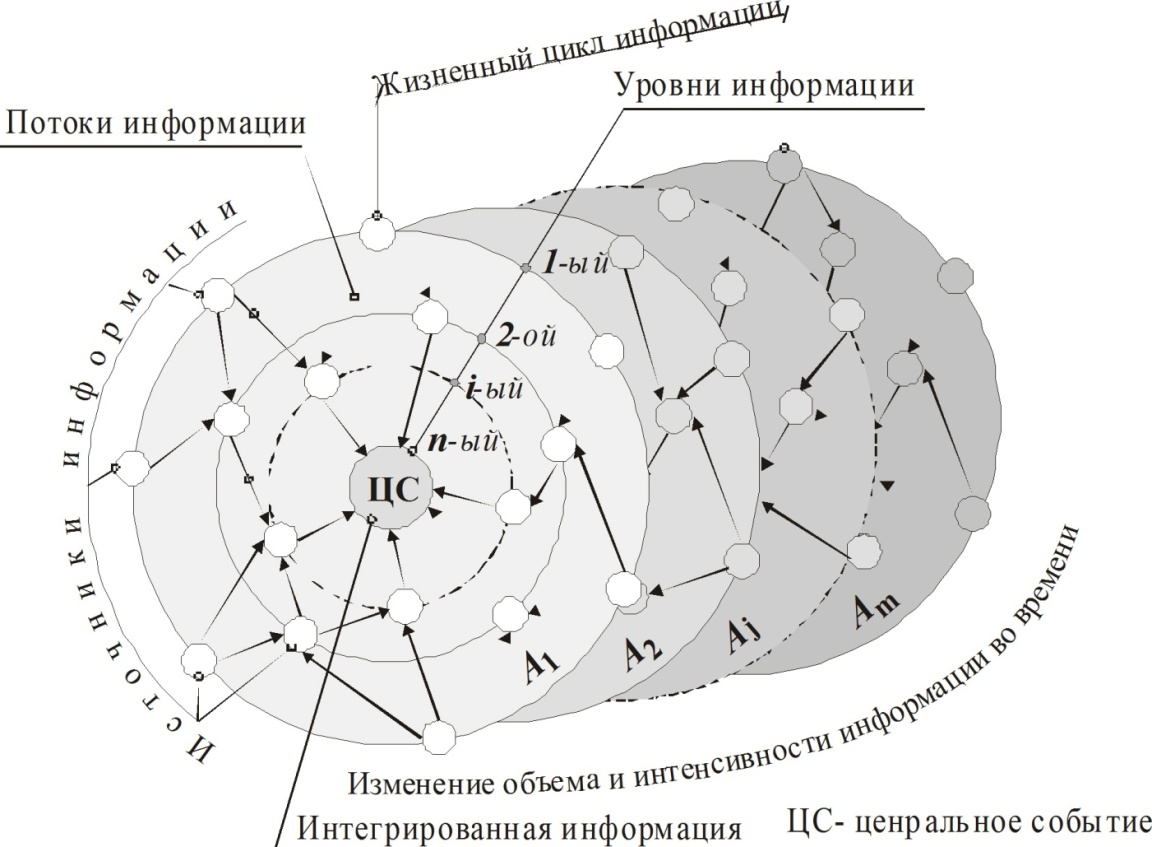 Жизненный цикл информации
Уровни информации
Потоки информации
Источники информации
1-ый
2-ой
i-ый
n-ый
ЦС
A1
A2
Aj
Am
Изменение объема и интенсивности информации во времени
Интегрированная информация
ЦС- ценральное событие